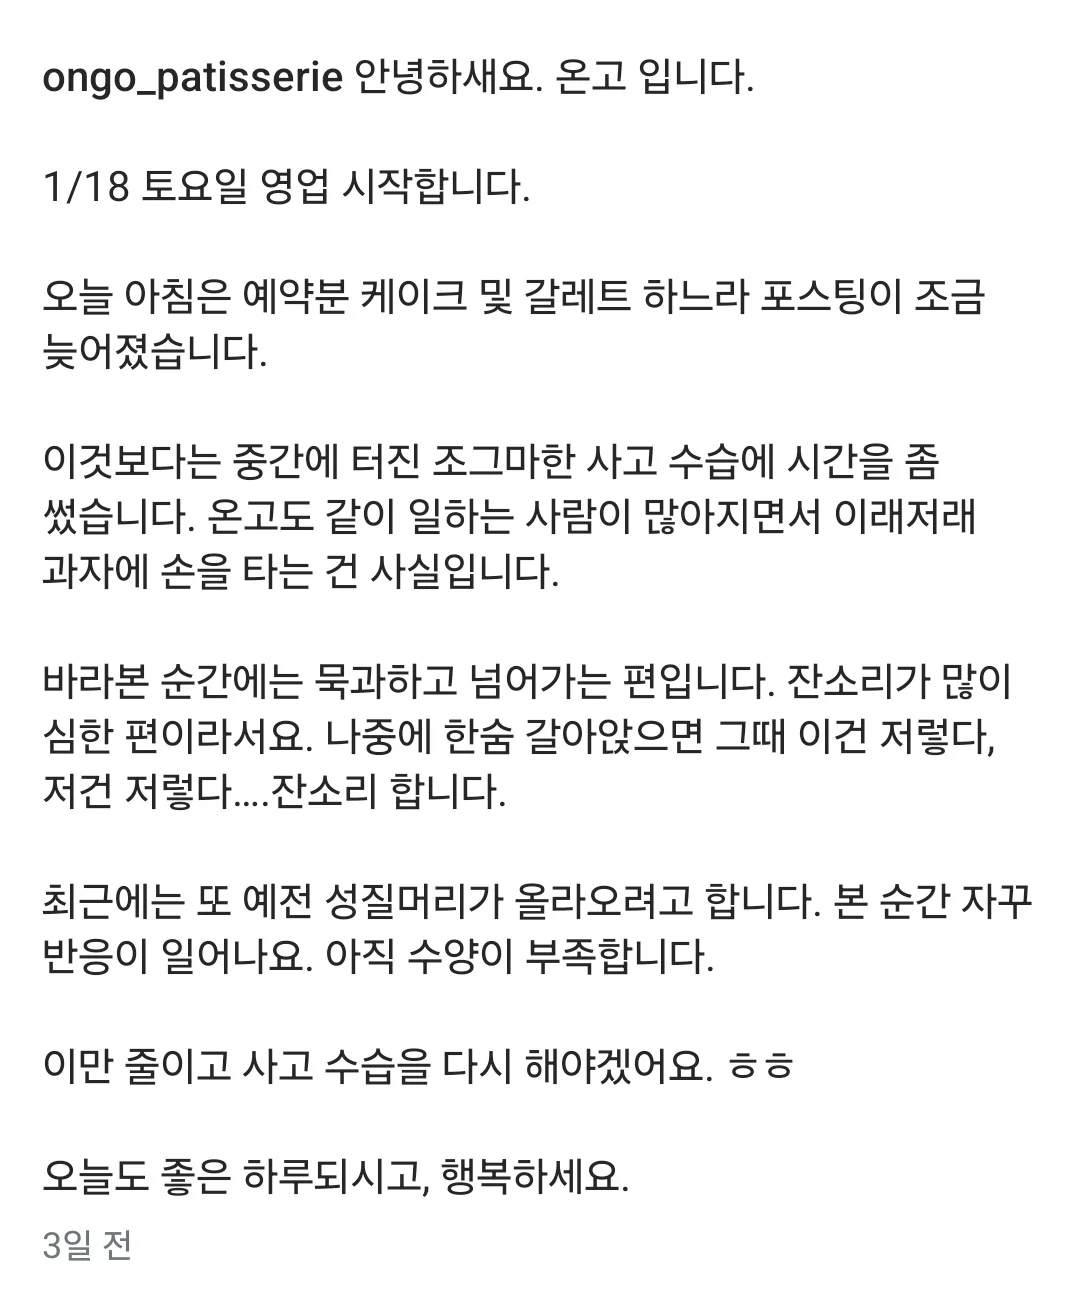 ongo_patisserie 안녕하새요. 온고 입니다.
1/18 토요일 영업 시작합니다.
오늘 아침은 예약분 케이크 및 갈레트 하느라 포스팅이 조금
늦어졌습니다.
이것보다는 중간에 터진 조그마한 사고 수습에 시간을 좀
썼습니다. 온고도 같이 일하는 사람이 많아지면서 이래저래
과자에 손을 타는 건 사실입니다.
바라본 순간에는 묵과하고 넘어가는 편입니다. 잔소리가 많이
심한 편이라서요. 나중에 한숨 갈아앉으면 그때 이건 저렇다,
저건 저렇다....잔소리 합니다.
최근에는 또 예전 성질머리가 올라오려고 합니다. 본 순간 자꾸
반응이 일어나요. 아직 수양이 부족합니다.
이만 줄이고 사고 수습을 다시 해야겠어요. ㅎㅎ
오늘도 좋은 하루되시고, 행복하세요.
3일 전